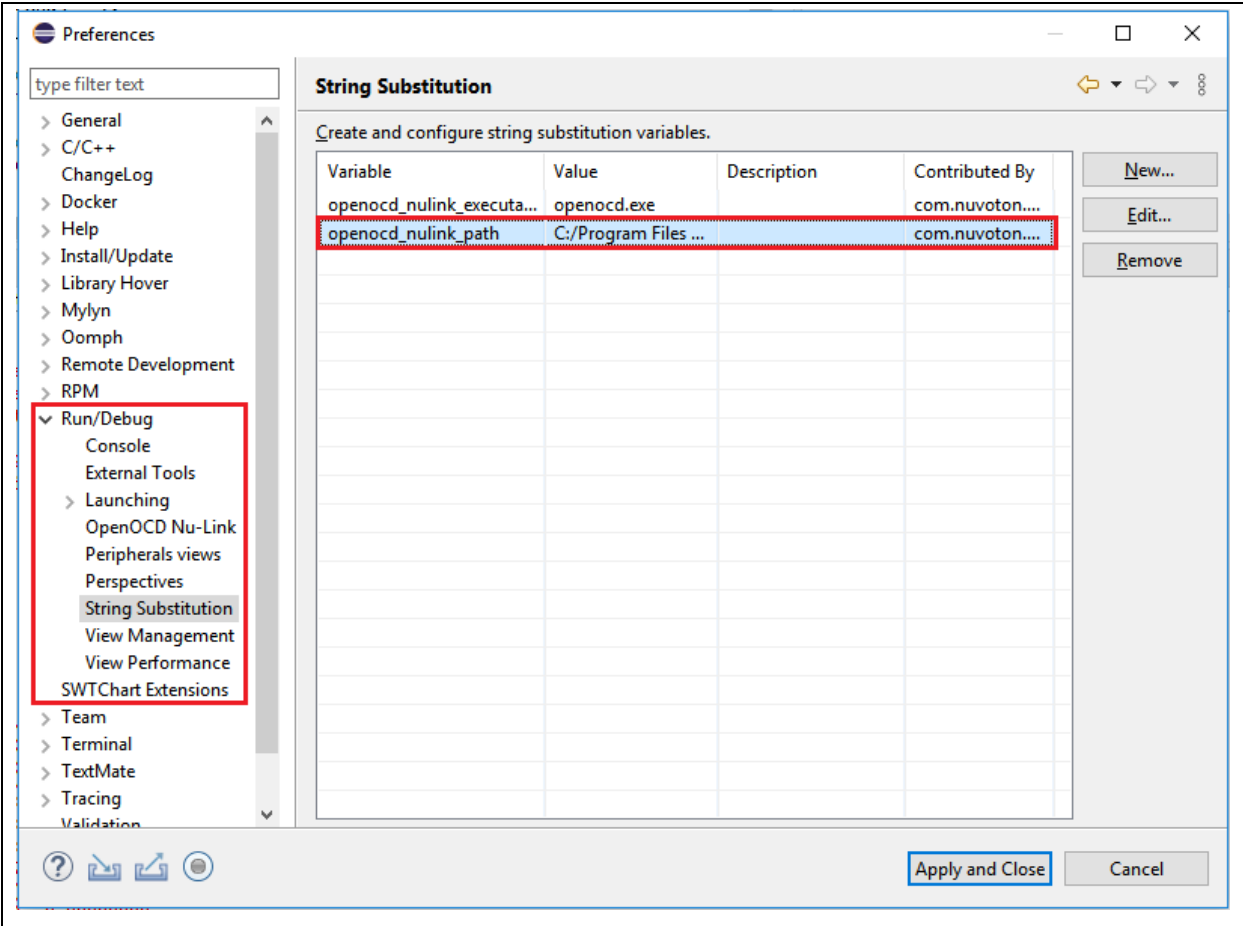 Preferences
type filter text
General
C/C++
ChangeLog
Docker
Help
Install/Update
Library Hover
Mylyn
Oomph
Remote Development
RPM
Run/Debug
Console
External Tools
Launching
OpenOCD Nu-Link
Peripherals views
Perspectives
String Substitution
View Management
View Performance
SWTChart Extensions
Team
Terminal
TextMate
Tracing
Validation
String Substitution
Create and configure string substitution variables.
Variable Value Description Contributed By
openocd_nulink_executa... openocd.exe com.nuvoton....
openocd_nulink_path C:/Program Files ... com.nuvoton....
New...
Edit...
Remove
Apply and Close Cancel